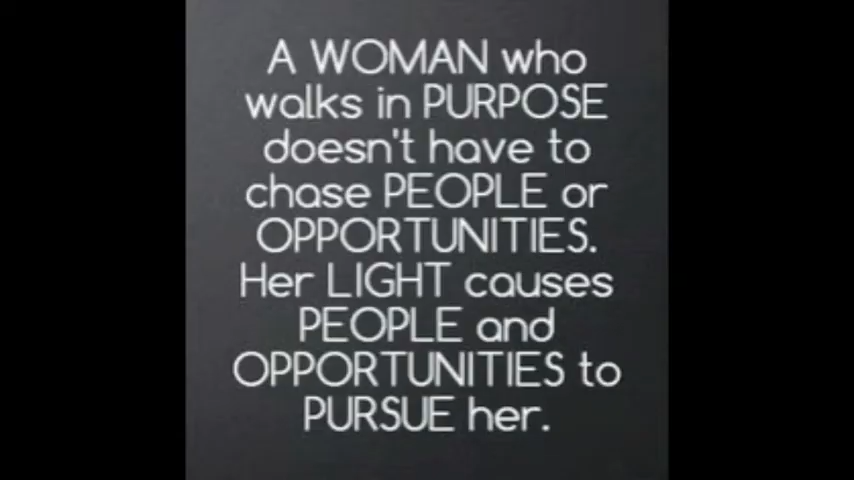 A WOMAN who
walks in PURPOSE
doesn't have to
chase PEOPLE or
OPPORTUNITIES.
Her LIGHT causes
PEOPLE and
OPPORTUNITIES to
PURSUE her.